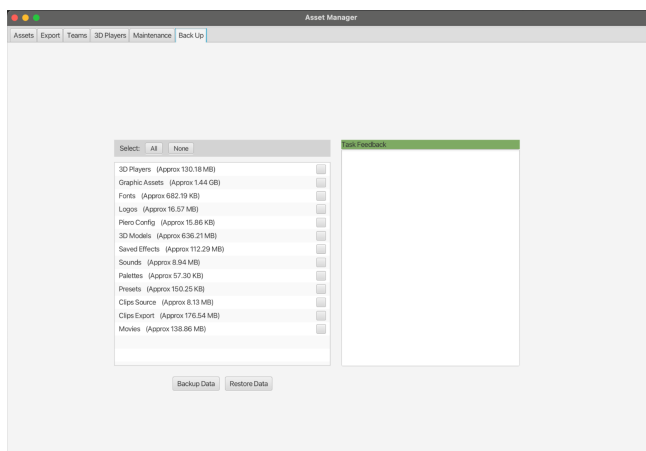 Asset Manager
Assets Export Teams 3D Players Maintenance Back Up
Select: All None
Task Feedback
3D Players (Approx 130.18 MB)
Graphic Assets (Approx 1.44 GB)
Fonts (Approx 682.19 KB)
Logos (Approx 16.57 MB)
Piero Config (Approx 15.86 KB)
3D Models (Approx 636.21 MB)
Saved Effects (Approx 112.29 MB)
Sounds (Approx 8.94 MB)
Palettes (Approx 57.30 KB)
Presets (Approx 150.25 KB)
Clips Source (Approx 8.13 MB)
Clips Export (Approx 176.54 MB)
Movies (Approx 138.86 MB)
Backup Data Restore Data